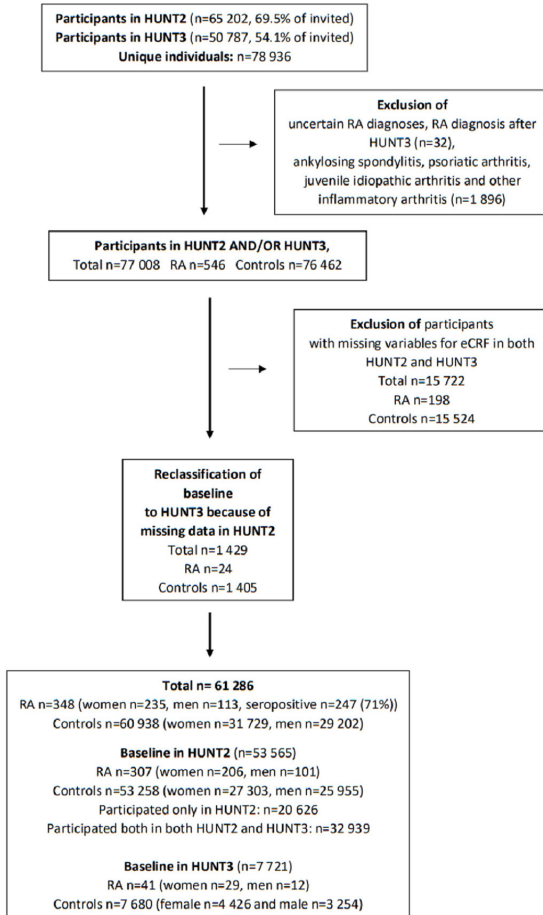 Participants in HUNT2 (n=65 202, 69.5% of invited)
Participants in HUNT3 (n=50 787, 54.1% of invited)
Unique individuals: n=78 936
Exclusion of
uncertain RA diagnoses, RA diagnosis after
HUNT3 (n=32),
ankylosing spondylitis, psoriatic arthritis,
juvenile idiopathic arthritis and other
inflammatory arthritis (n=1 896)
Participants in HUNT2 AND/OR HUNT3,
Total n=77 008 RA n=546 Controls n=76 462
Exclusion of participants
with missing variables for eCRF in both
HUNT2 and HUNT3
Total n=15 722
RA n=198
Controls n=15 524
Reclassification of
baseline
to HUNT3 because of
missing data in HUNT2
Total n=1 429
RA n=24
Controls n=1 405
Total n= 61 286
RA n=348 (women n=235, men n=113, seropositive n=247 (71%))
Controls n=60 938 (women n=31 729, men n=29 202)
Baseline in HUNT2 (n=53 565)
RA n=307 (women n=206, men n=101)
Controls n=53 258 (women n=27 303, men n=25 955)
Participated only in HUNT2: n=20 626
Participated both in both HUNT2 and HUNT3: n=32 939
Baseline in HUNT3 (n=7 721)
RA n=41 (women n=29, men n=12)
Controls n=7 680 (female n=4 426 and male n=3 254)